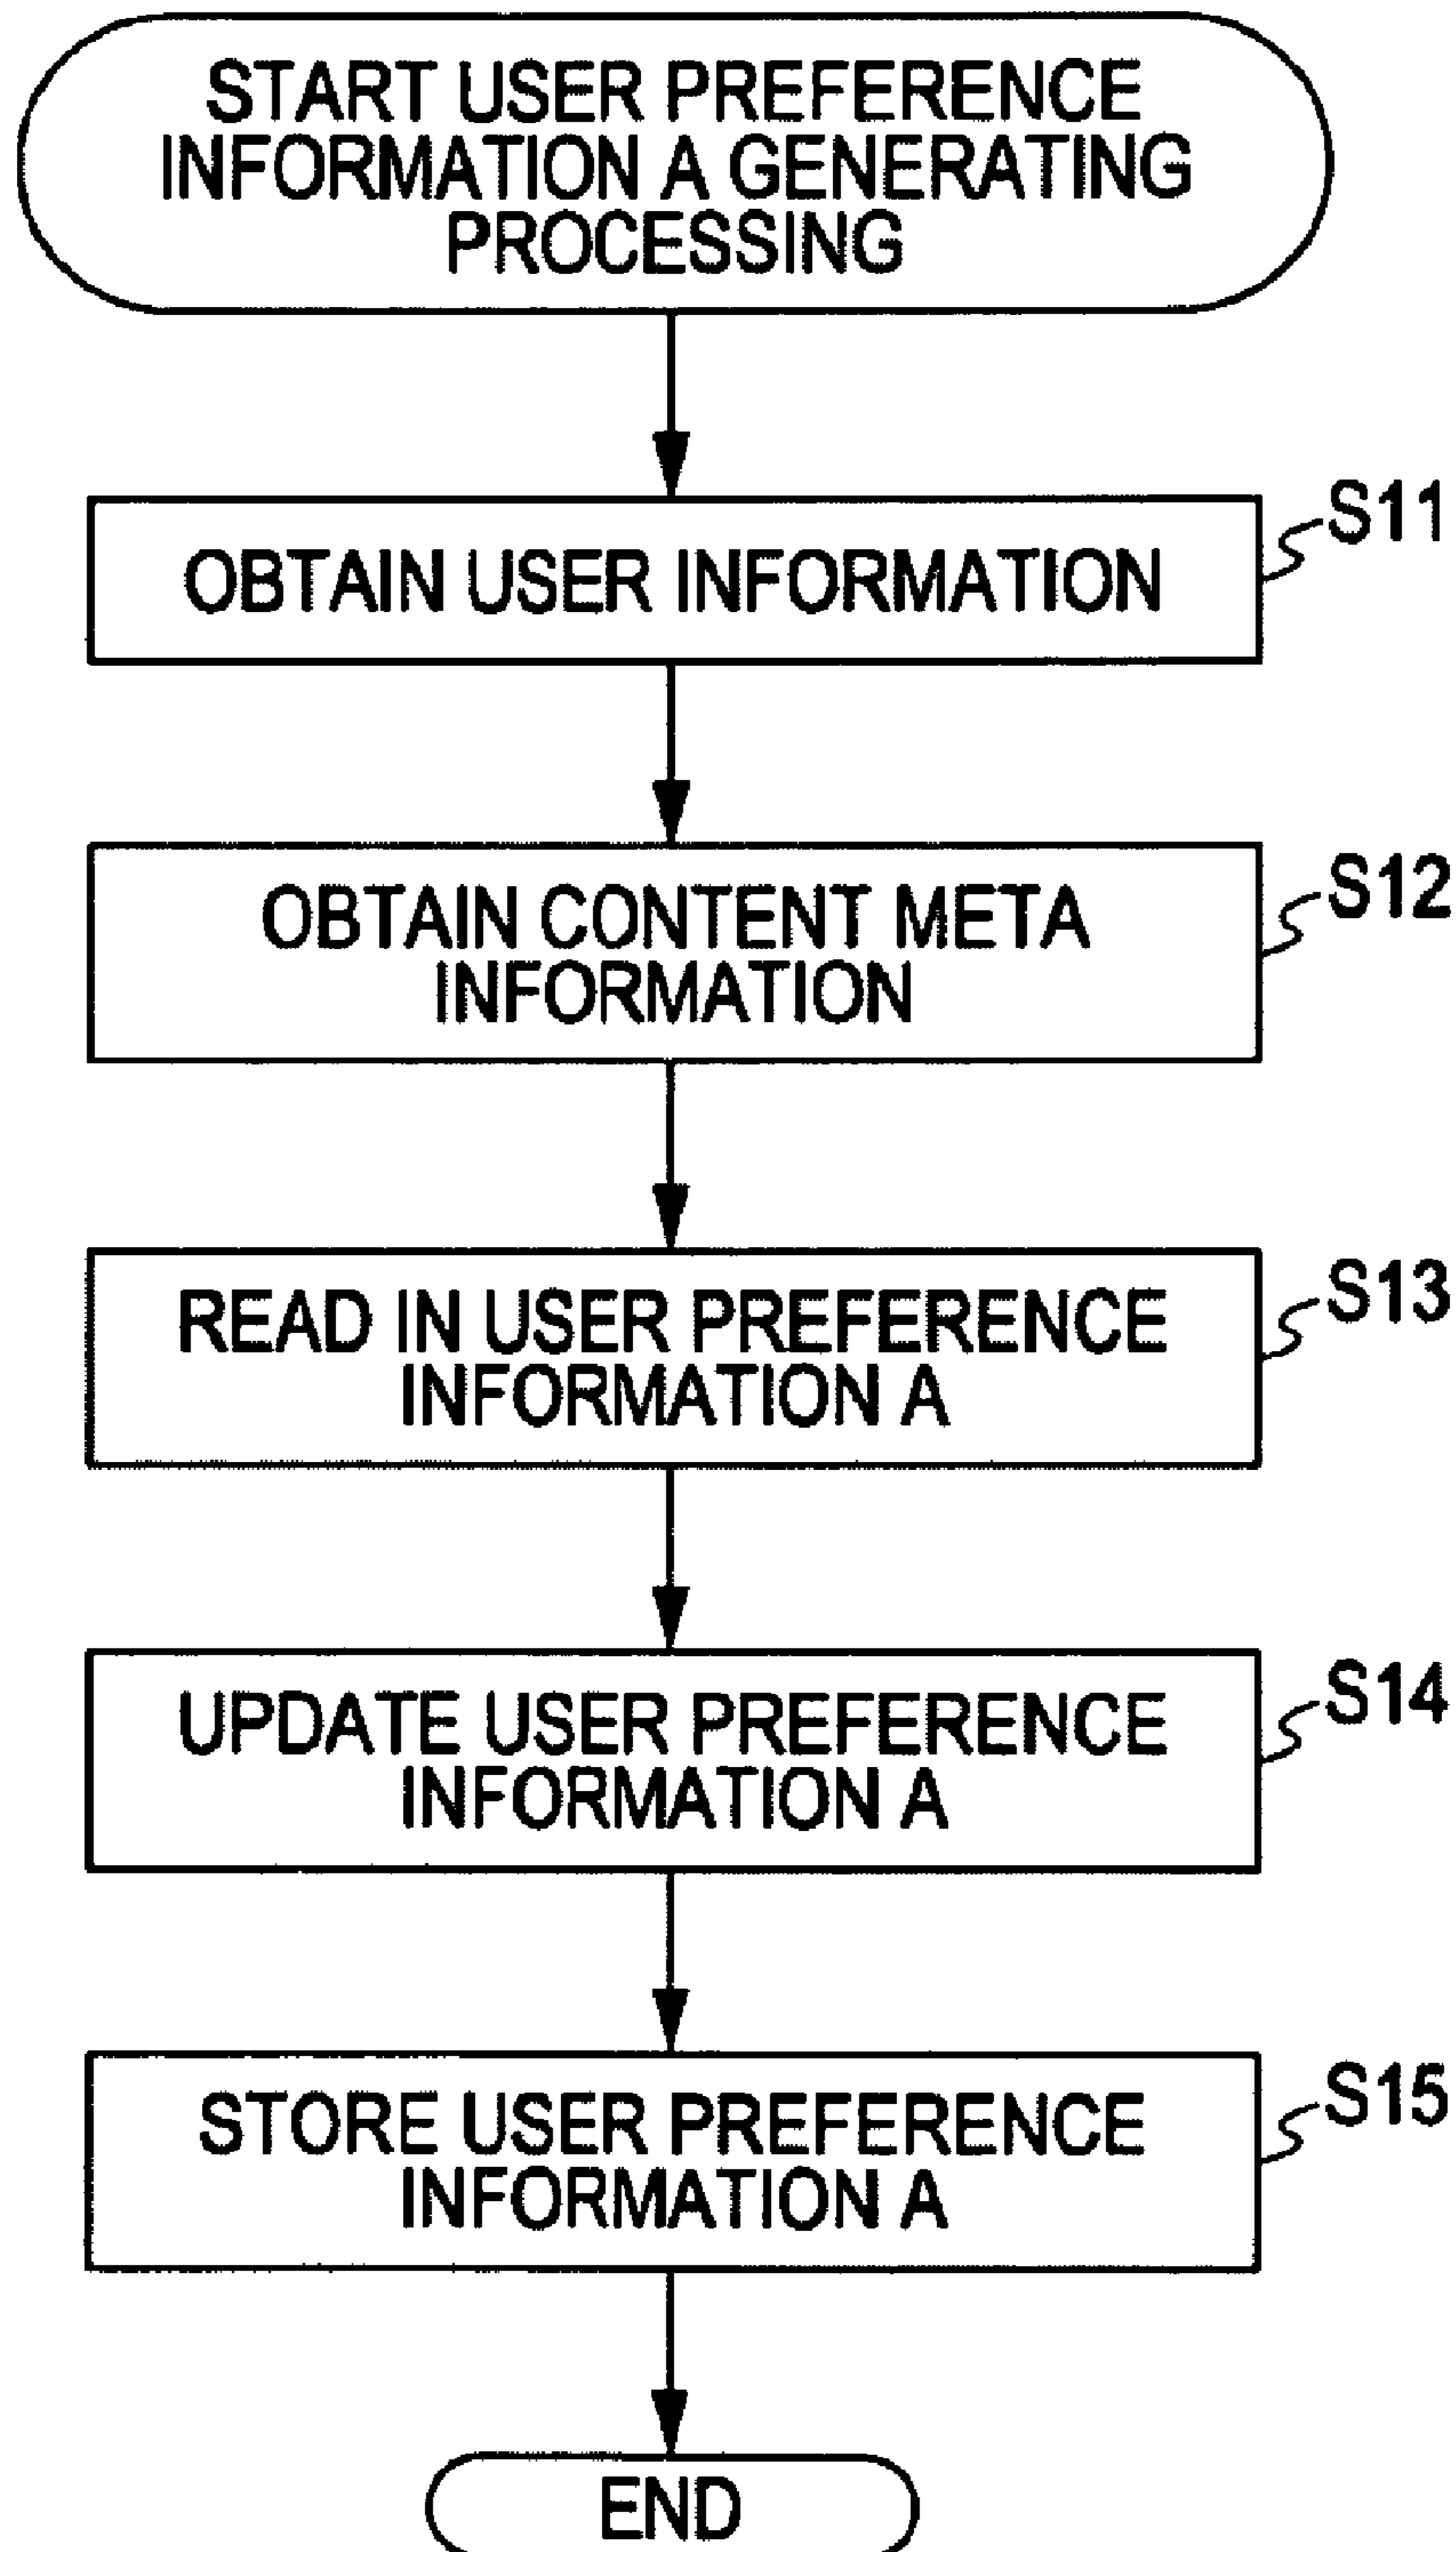 START USER PREFERENCE
INFORMATION A GENERATING
PROCESSING
S11
OBTAIN USER INFORMATION
S12
OBTAIN CONTENT META
INFORMATION
S13
READ IN USER PREFERENCE
INFORMATION A
S14
UPDATE USER PREFERENCE
INFORMATION A
S15
STORE USER PREFERENCE
INFORMATION A
END